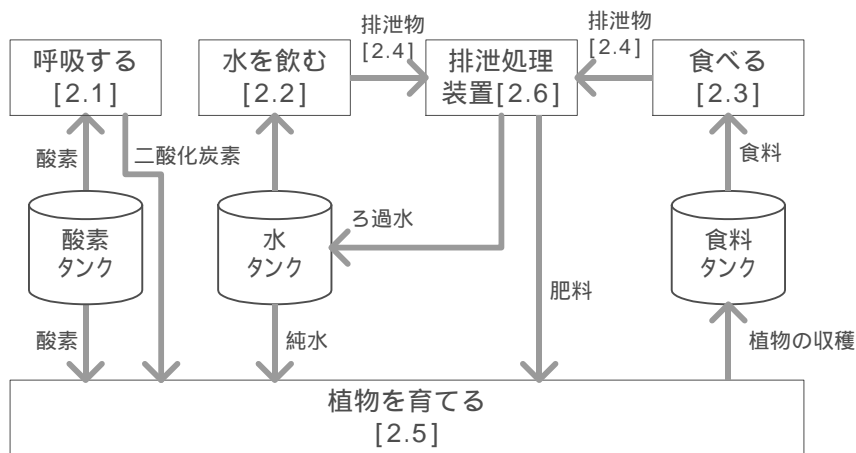 排泄物
[2.4]
排泄物
[2.4]
呼吸する
[2.1]
水を飲む
[2.2]
排泄処理
装置[2.6]
食べる
[2.3]
酸素
二酸化炭素
食料
酸素
タンク
水
タンク
ろ過水
食料
タンク
肥料
酸素
純水
植物の収穫
植物を育てる
[2.5]